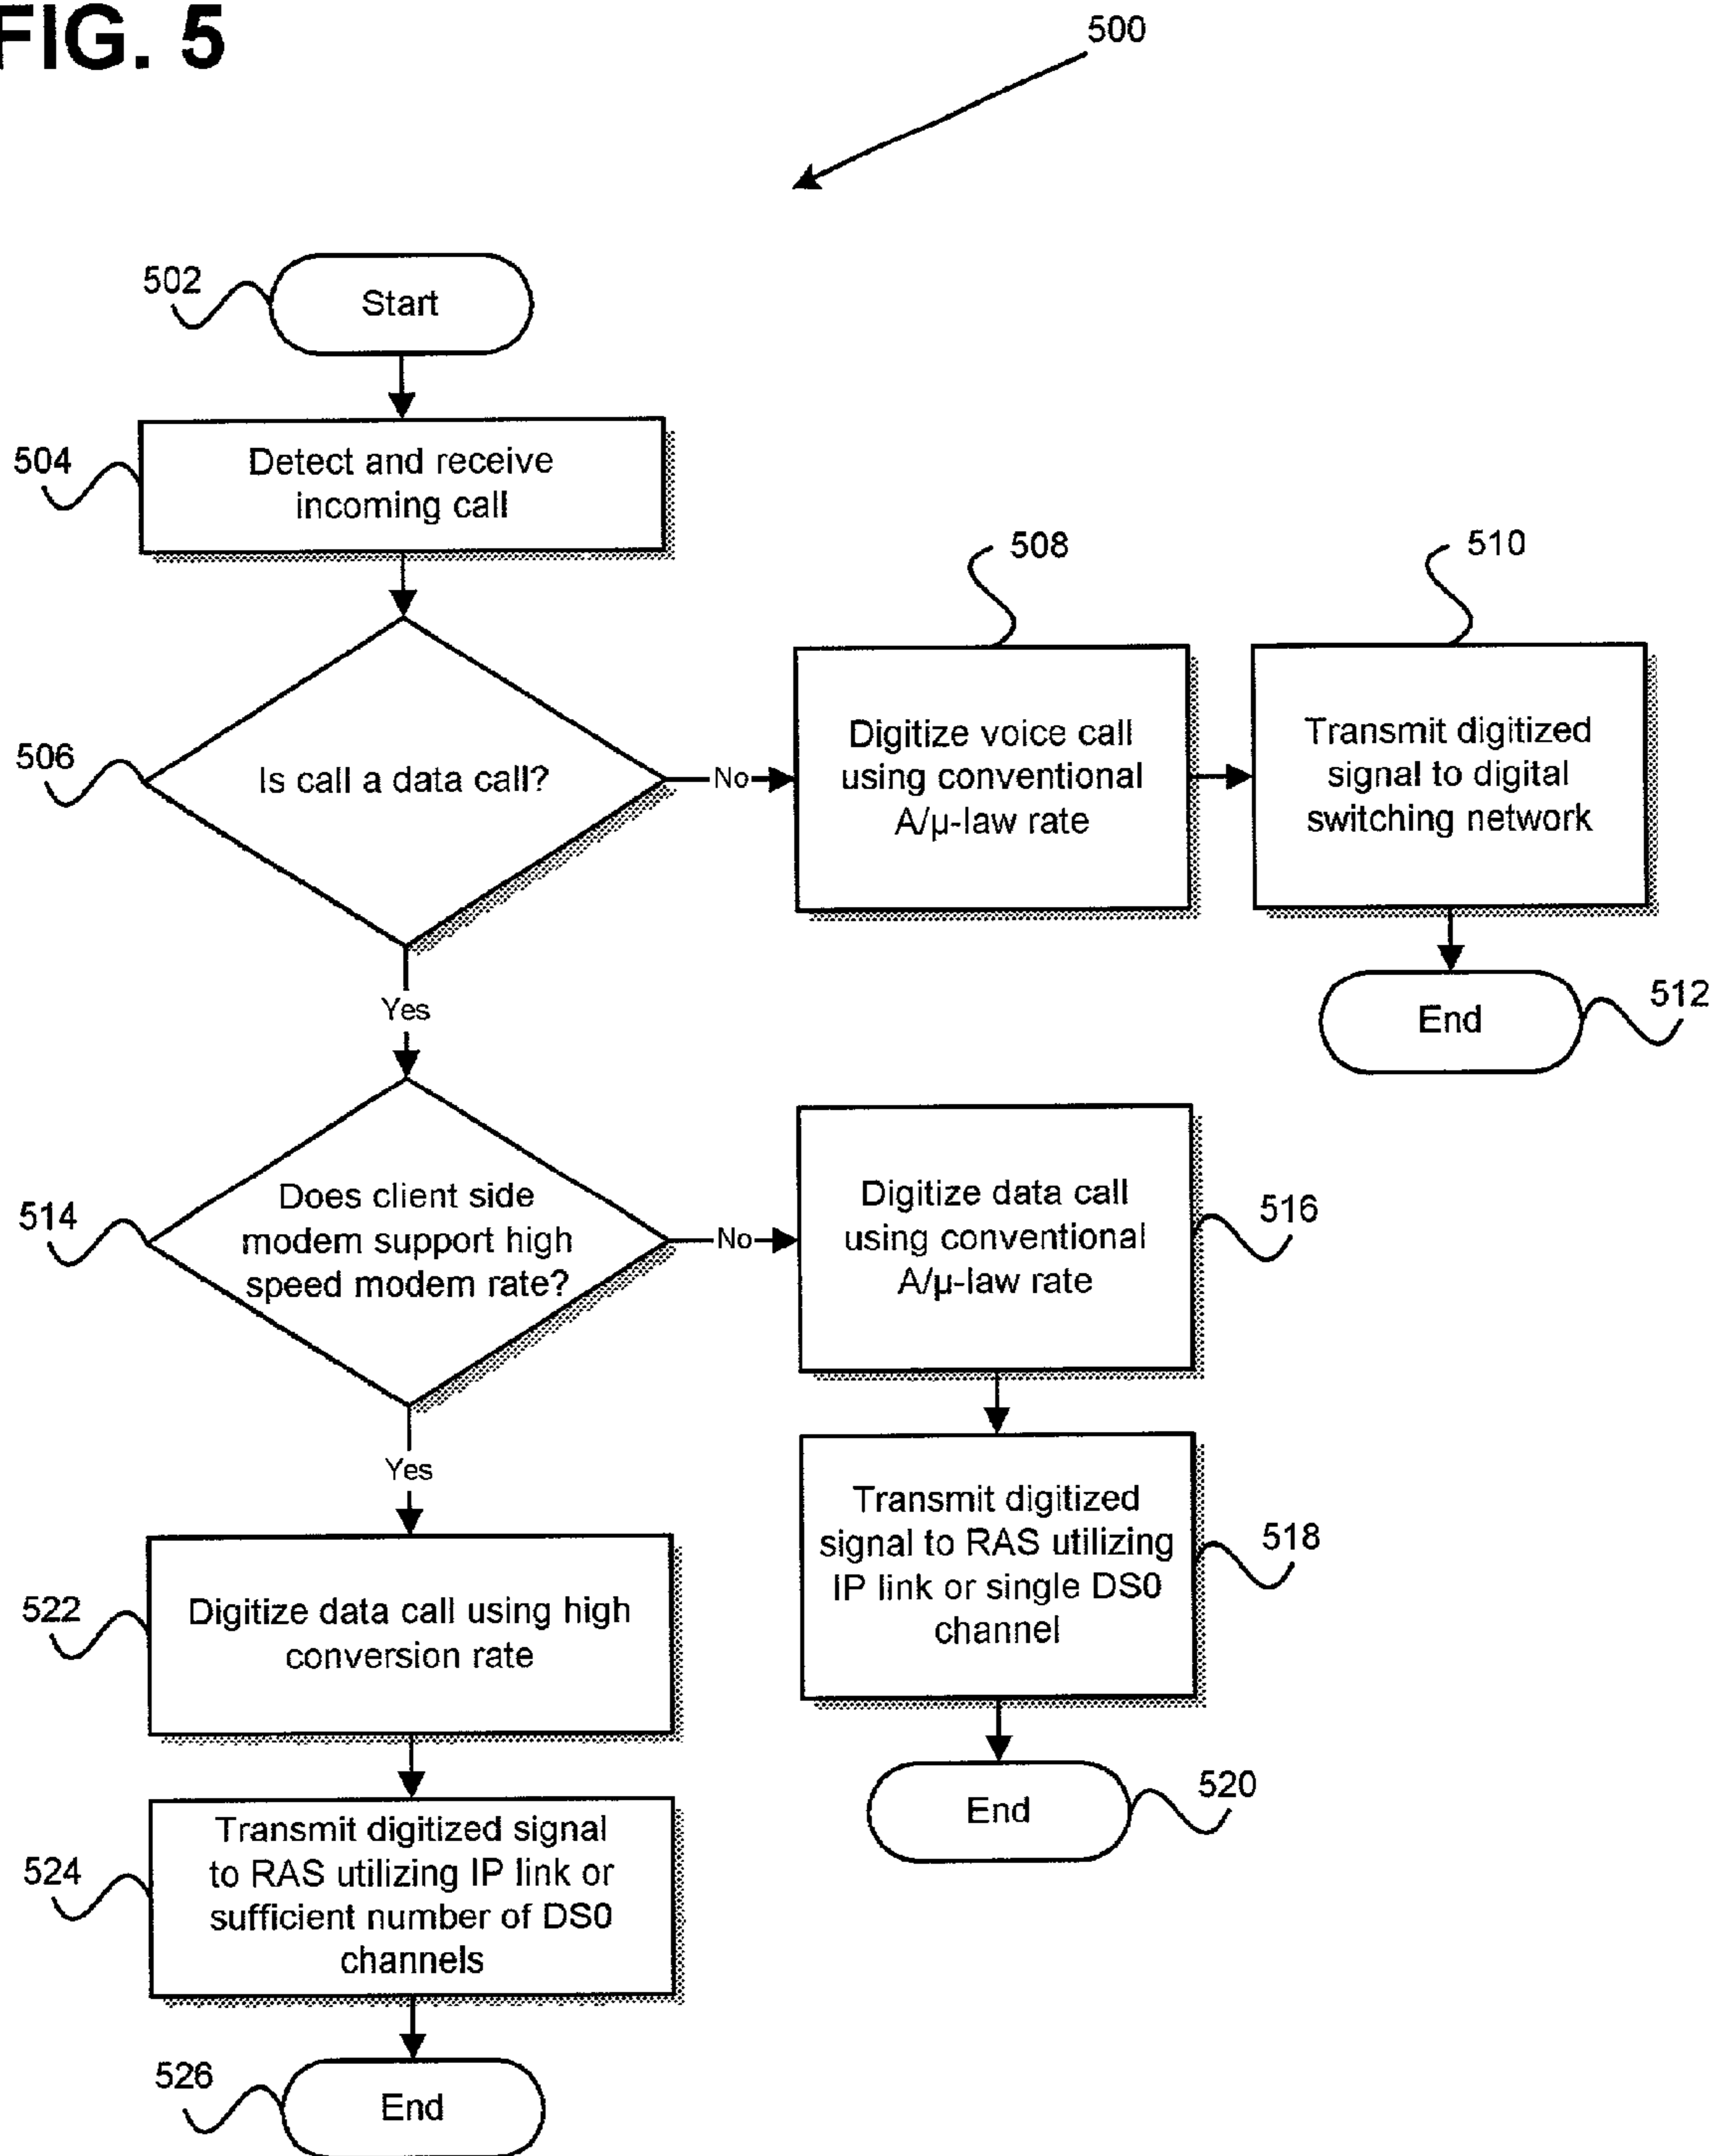 FIG. 5
500
502
Start
504
Detect and receive
incoming call
506
Is call a data call?
No
508
Digitize voice call
using conventional
A/µ-law rate
510
Transmit digitized
signal to digital
switching network
End
512
Yes
514
Does client side
modem support high
speed modem rate?
No
Digitize data call
using conventional
A/µ-law rate
516
Transmit digitized
signal to RAS utilizing
IP link or single DS0
channel
518
End
520
Yes
522
Digitize data call using high
conversion rate
524
Transmit digitized signal
to RAS utilizing IP link or
sufficient number of DS0
channels
526
End